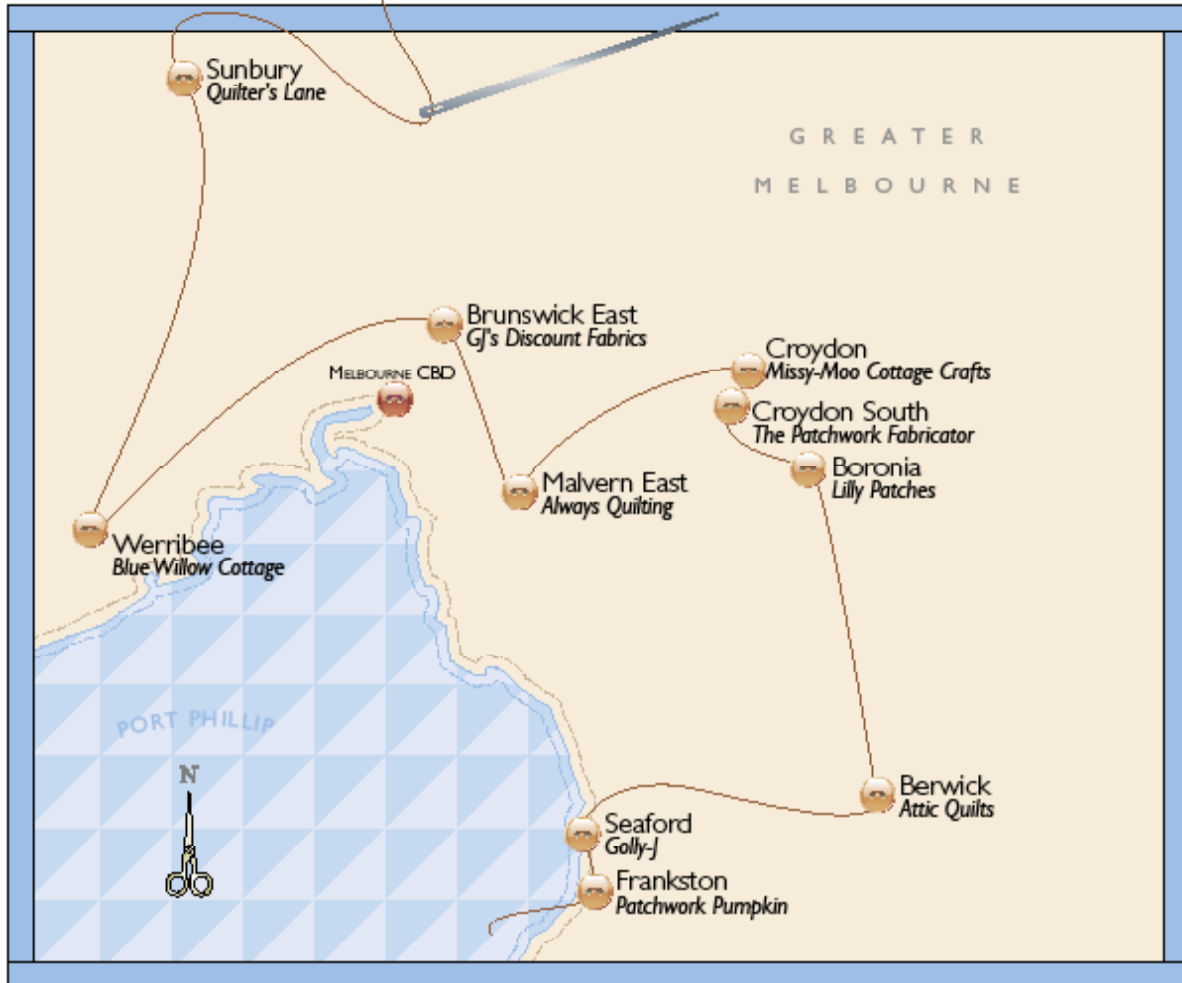 Sunbury
Quilter's Lane
GREATER
MELBOURNE
Brunswick East
GJ's Discount Fabrics
Croydon
Missy-Moo Cottage Crafts
MELBOURNE CBD
Croydon South
The Patchwork Fabricator
Boronia
Lilly Patches
Malvern East
Always Quilting
Werribee
Blue Willow Cottage
PORT PHILLIP
N
Berwick
Attic Quilts
Seaford
Golly-J
Frankston
Patchwork Pumpkin